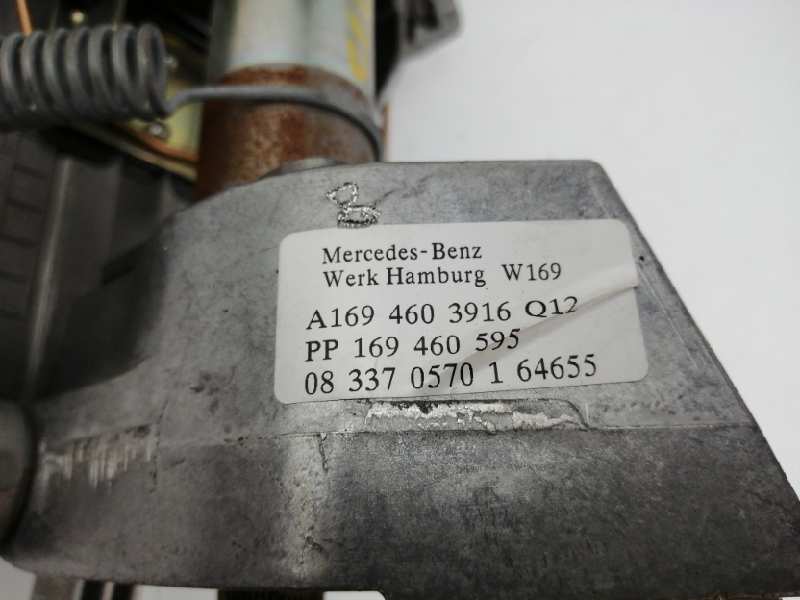 Mercedes-Benz
Werk Hamburg W169
A169 460 3916 Q12
PP 169 460 595
08 337 0570 1 64655